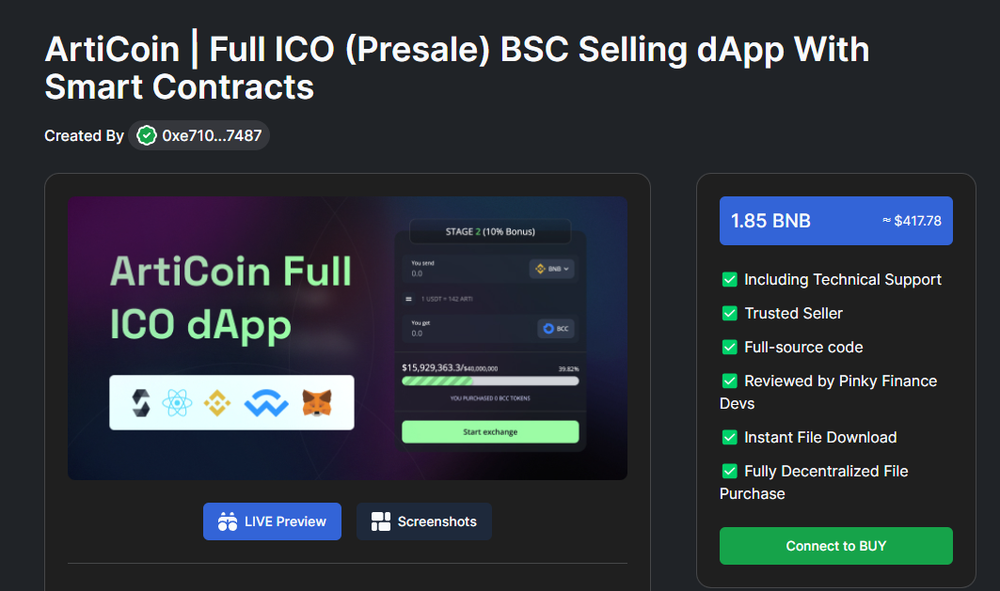 ArtiCoin | Full ICO (Presale) BSC Selling dApp With
Smart Contracts
Created By 0xe710...7487
ArtiCoin Full
ICO dApp
STAGE 2 (10% Bonus)
You send
0.0
BNB
1 USDT = 142 ARTI
You get
0.0
BCC
$15,929,363.3/$40,000,000
39.82%
YOU PURCHASED 0 BCC TOKENS
Start exchange
LIVE Preview
Screenshots
1.85 BNB
≈ $417.78
Including Technical Support
Trusted Seller
Full-source code
Reviewed by Pinky Finance
Devs
Instant File Download
Fully Decentralized File
Purchase
Connect to BUY